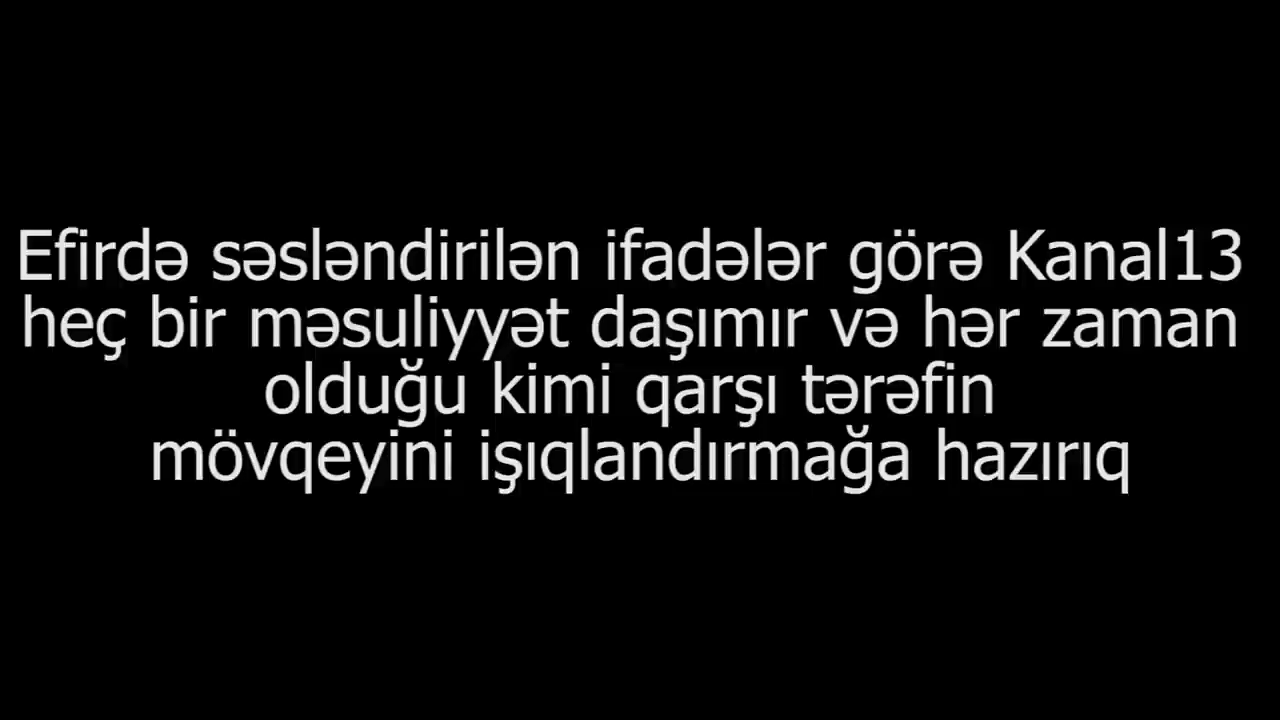 Efirdə səsləndirilən ifadələr görə Kanal13
heç bir məsuliyyət daşımır və hər zaman
olduğu kimi qarşı tərəfin
mövqeyini işıqlandırmağa hazırıq